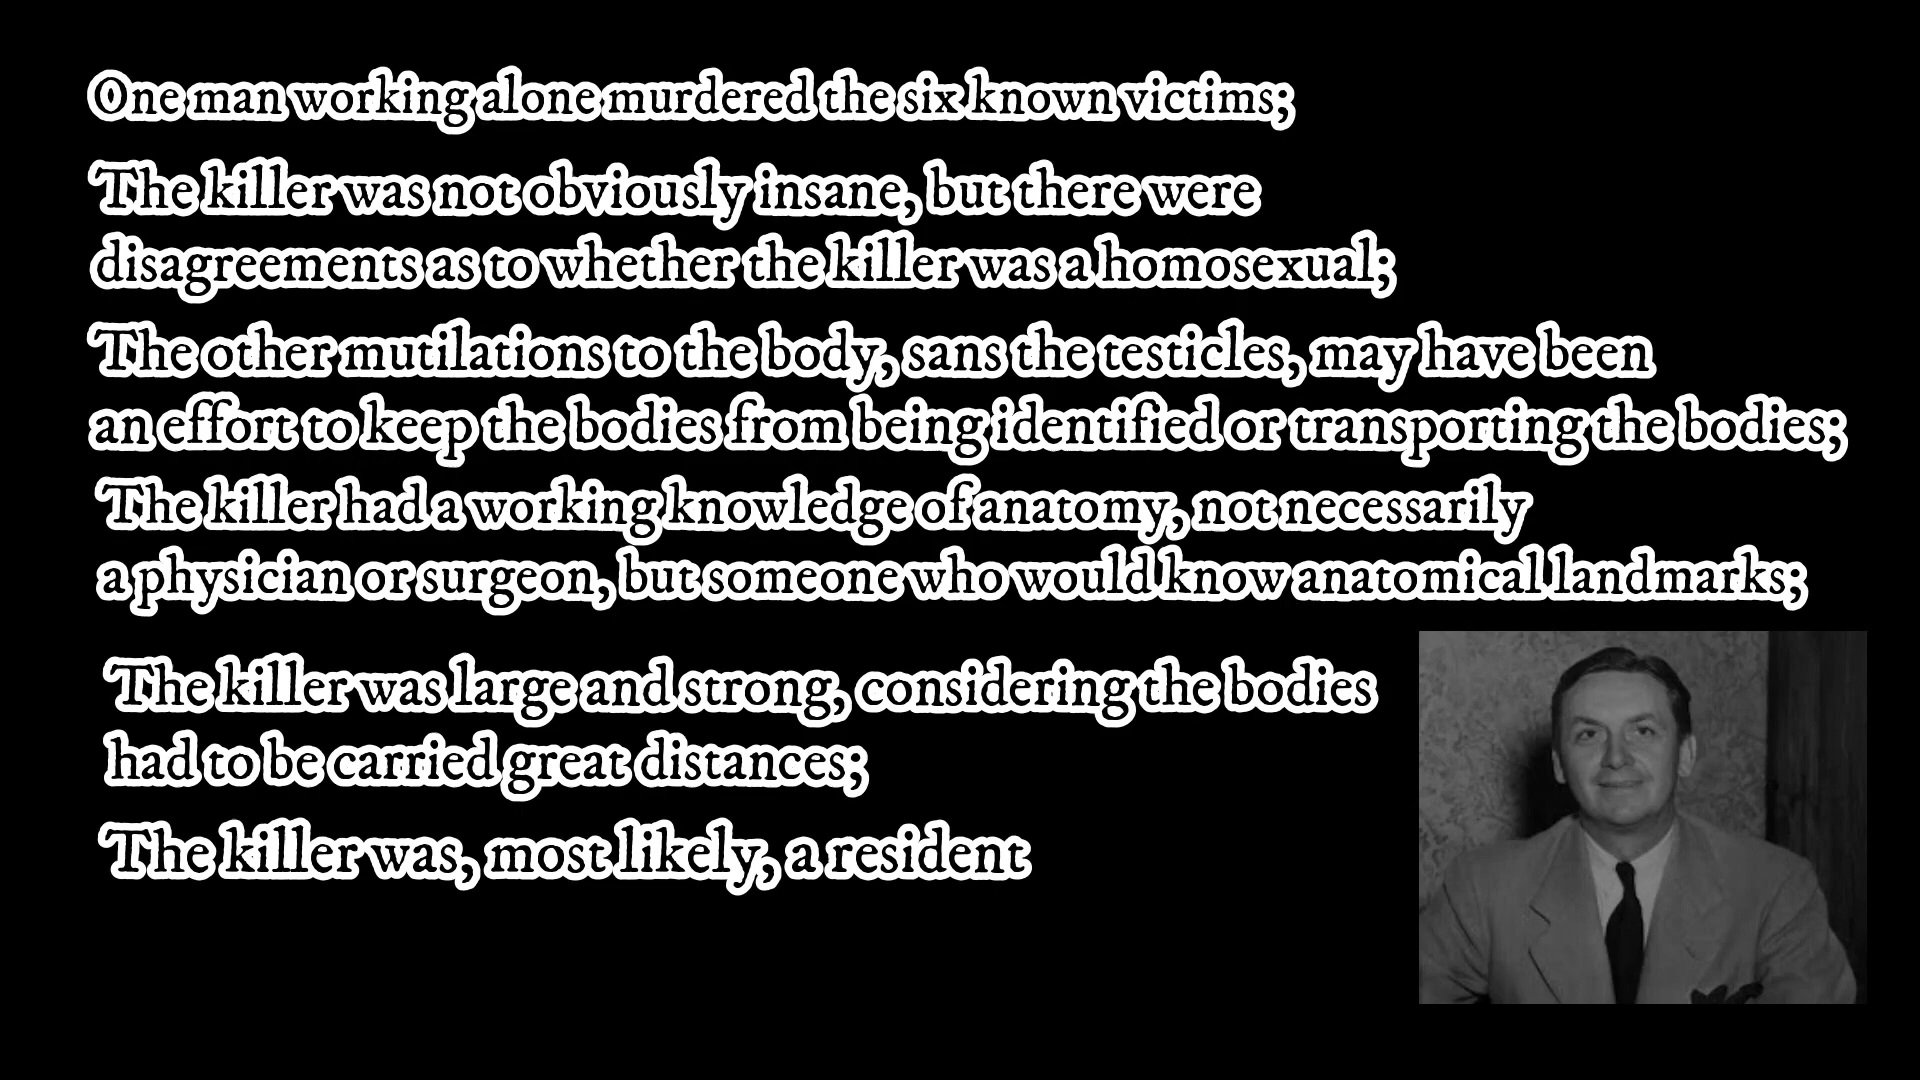 One man working alone murdered the six known victims;
The killer was not obviously insane, but there were
disagreements as to whether the killer was a homosexual;
The other mutilations to the body, sans the testicles, may have been
an effort to keep the bodies from being identified or transporting the bodies;
The killer had a working knowledge of anatomy, not necessarily
a physician or surgeon, but someone who would know anatomical landmarks;
The killer was large and strong, considering the bodies
had to be carried great distances;
The killer was, most likely, a resident